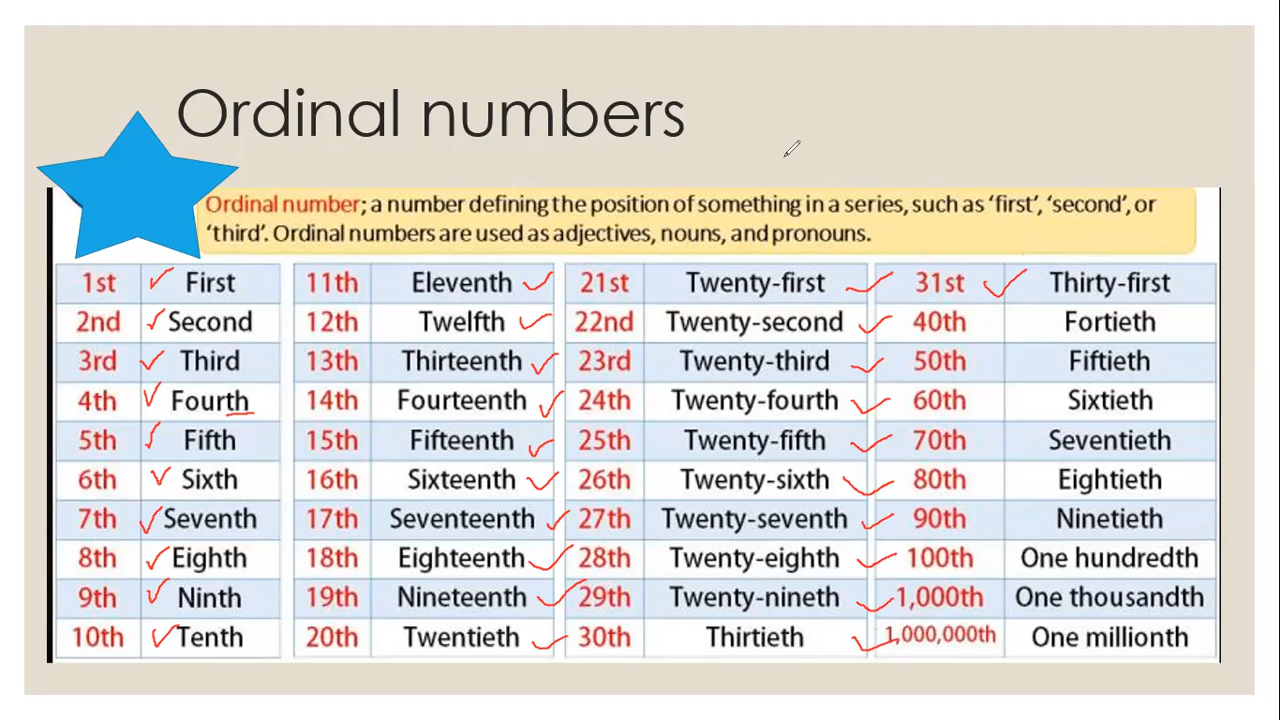 Ordinal numbers
Ordinal number; a number defining the position of something in a series, such as ‘first’, ‘second’, or
‘third’. Ordinal numbers are used as adjectives, nouns, and pronouns.
1st First 11th Eleventh 21st Twenty-first 31st Thirty-first
2nd Second 12th Twelfth 22nd Twenty-second 40th Fortieth
3rd Third 13th Thirteenth 23rd Twenty-third 50th Fiftieth
4th Fourth 14th Fourteenth 24th Twenty-fourth 60th Sixtieth
5th Fifth 15th Fifteenth 25th Twenty-fifth 70th Seventieth
6th Sixth 16th Sixteenth 26th Twenty-sixth 80th Eightieth
7th Seventh 17th Seventeenth 27th Twenty-seventh 90th Ninetieth
8th Eighth 18th Eighteenth 28th Twenty-eighth 100th One hundredth
9th Ninth 19th Nineteenth 29th Twenty-nineth 1,000th One thousandth
10th Tenth 20th Twentieth 30th Thirtieth 1,000,000th One millionth